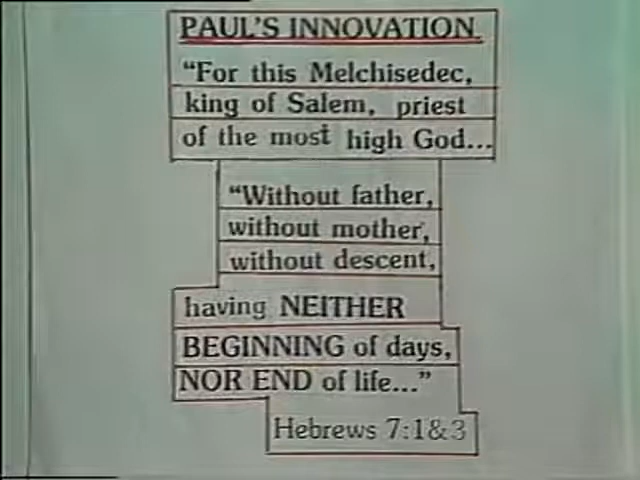 PAUL'S INNOVATION
“For this Melchisedec,
king of Salem, priest
of the most high God...
“Without father,
without mother,
without descent,
having NEITHER
BEGINNING of days,
NOR END of life...”
Hebrews 7:1&3